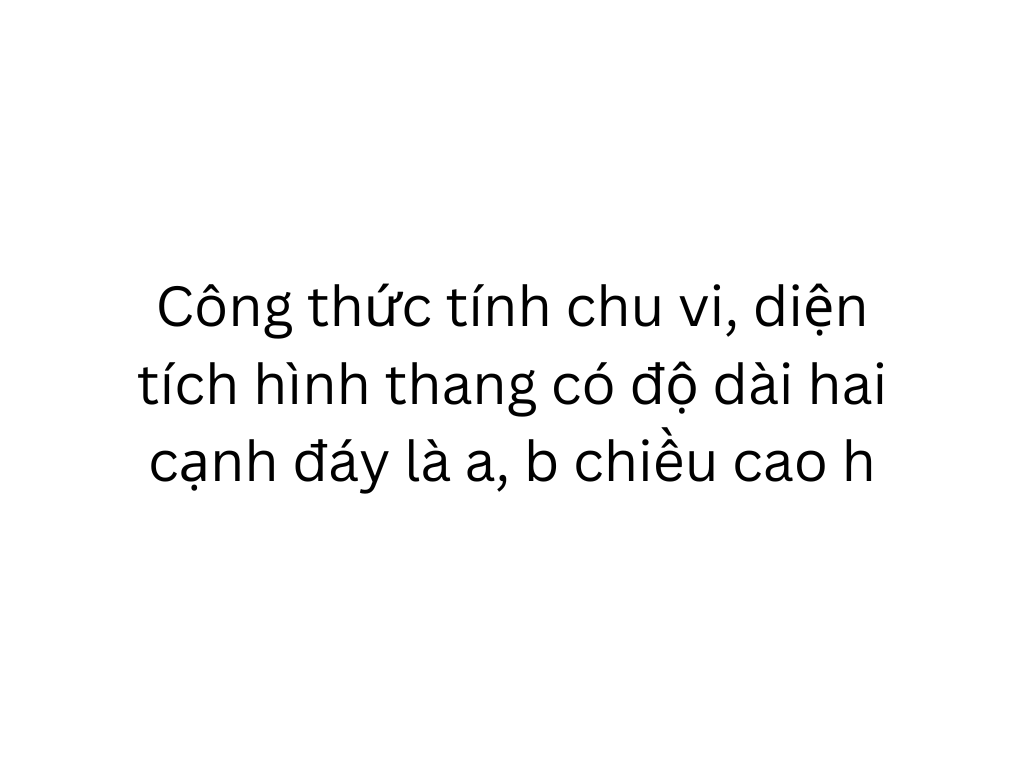 Công thức tính chu vi, diện
tích hình thang có độ dài hai
cạnh đáy là a, b chiều cao h